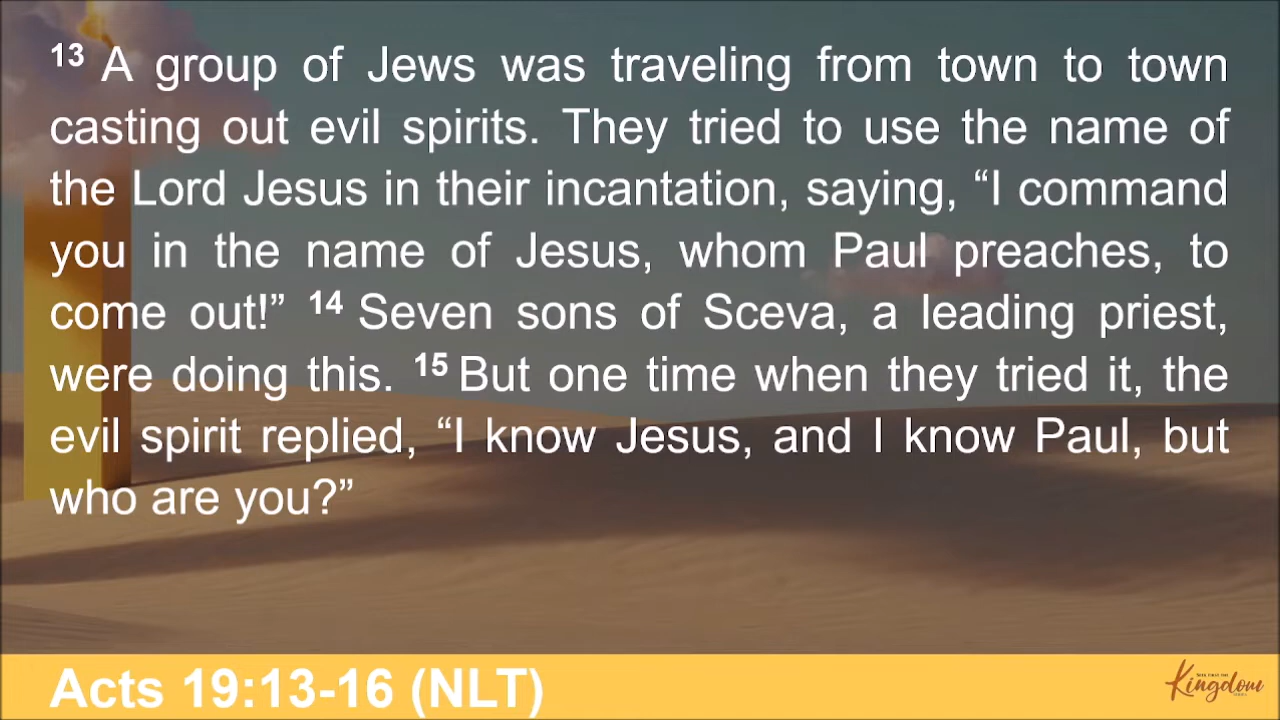 13 A group of Jews was traveling from town to town
casting out evil spirits. They tried to use the name of
the Lord Jesus in their incantation, saying, “I command
you in the name of Jesus, whom Paul preaches, to
come out!” 14 Seven sons of Sceva, a leading priest,
were doing this. 15 But one time when they tried it, the
evil spirit replied, “I know Jesus, and I know Paul, but
who are you?”
Acts 19:13-16 (NLT)
SEEK FIRST THE
Kingdom
SERIES